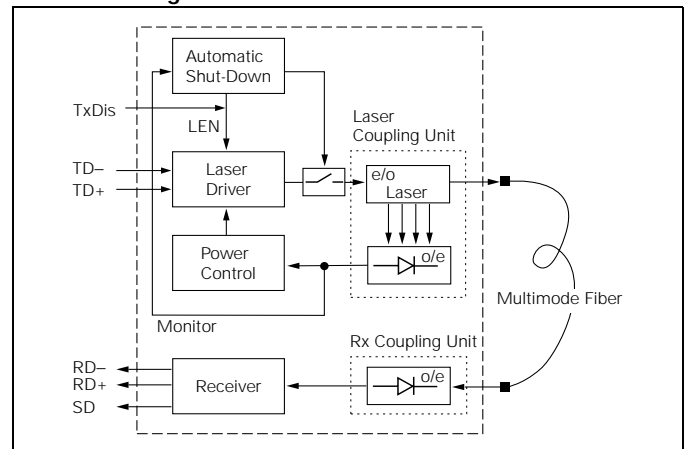 Automatic
Shut-Down
TxDis
LEN
Laser
Coupling Unit
TD–
TD+
Laser
Driver
e/o
Laser
Power
Control
o/e
Multimode Fiber
Monitor
Rx Coupling Unit
RD–
RD+
SD
Receiver
o/e